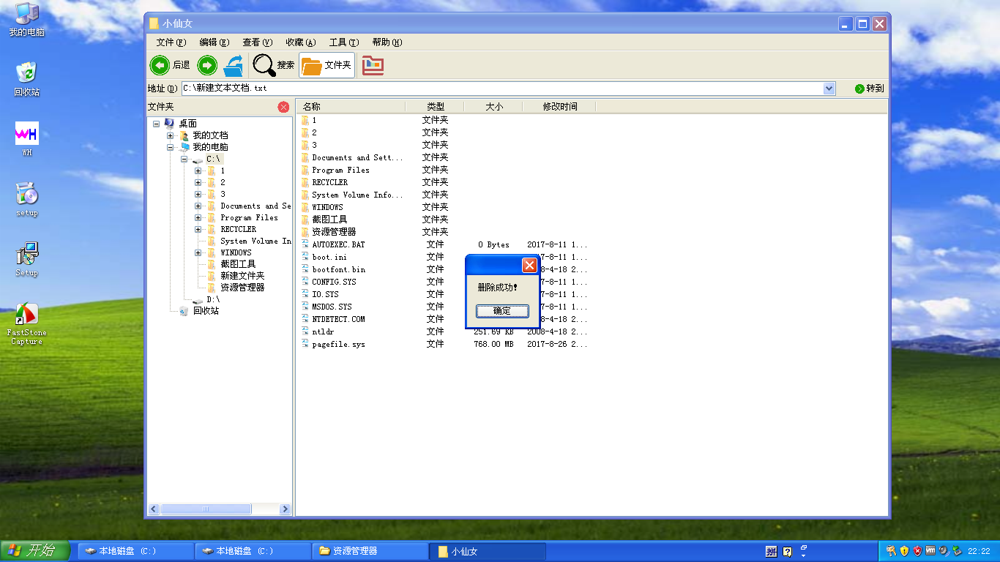 我的电脑
回收站
WH
setup
Setup
FastStone
Capture
小仙女
文件(F) 编辑(E) 查看(V) 收藏(A) 工具(T) 帮助(H)
后退 搜索 文件夹
地址(D) C:\新建文本文档.txt 转到
文件夹
桌面
我的文档
我的电脑
C:\
1
2
3
Documents and Se
Program Files
RECYCLER
System Volume In
WINDOWS
截图工具
新建文件夹
资源管理器
D:\
回收站
名称 类型 大小 修改时间
1 文件夹
2 文件夹
3 文件夹
Documents and Sett... 文件夹
Program Files 文件夹
RECYCLER 文件夹
System Volume Info... 文件夹
WINDOWS 文件夹
截图工具 文件夹
资源管理器 文件夹
AUTOEXEC.BAT 文件 0 Bytes 2017-8-11 1...
boot.ini 文件 7-8-11 1...
bootfont.bin 文件 8-4-18 2...
CONFIG.SYS 文件 7-8-11 1...
IO.SYS 文件 7-8-11 1...
MSDOS.SYS 文件 7-8-11 1...
NTDETECT.COM 文件 8-4-18 2...
ntldr 文件 251.69 KB 2008-4-18 2...
pagefile.sys 文件 768.00 MB 2017-8-26 2...
删除成功!
确定
开始 本地磁盘 (C:) 本地磁盘 (C:) 资源管理器 小仙女 拼 22:22